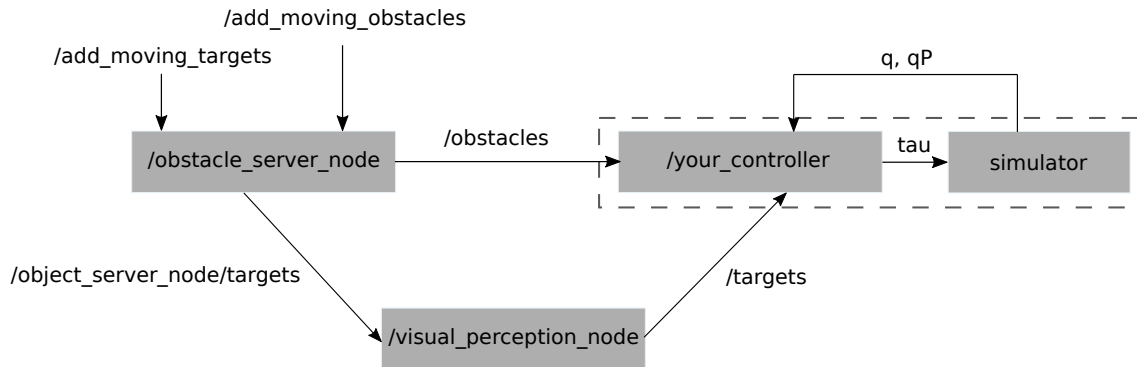 /add_moving_obstacles
/add_moving_targets
q, qP
/obstacle_server_node
/obstacles
/your_controller
tau
simulator
/object_server_node/targets
/targets
/visual_perception_node